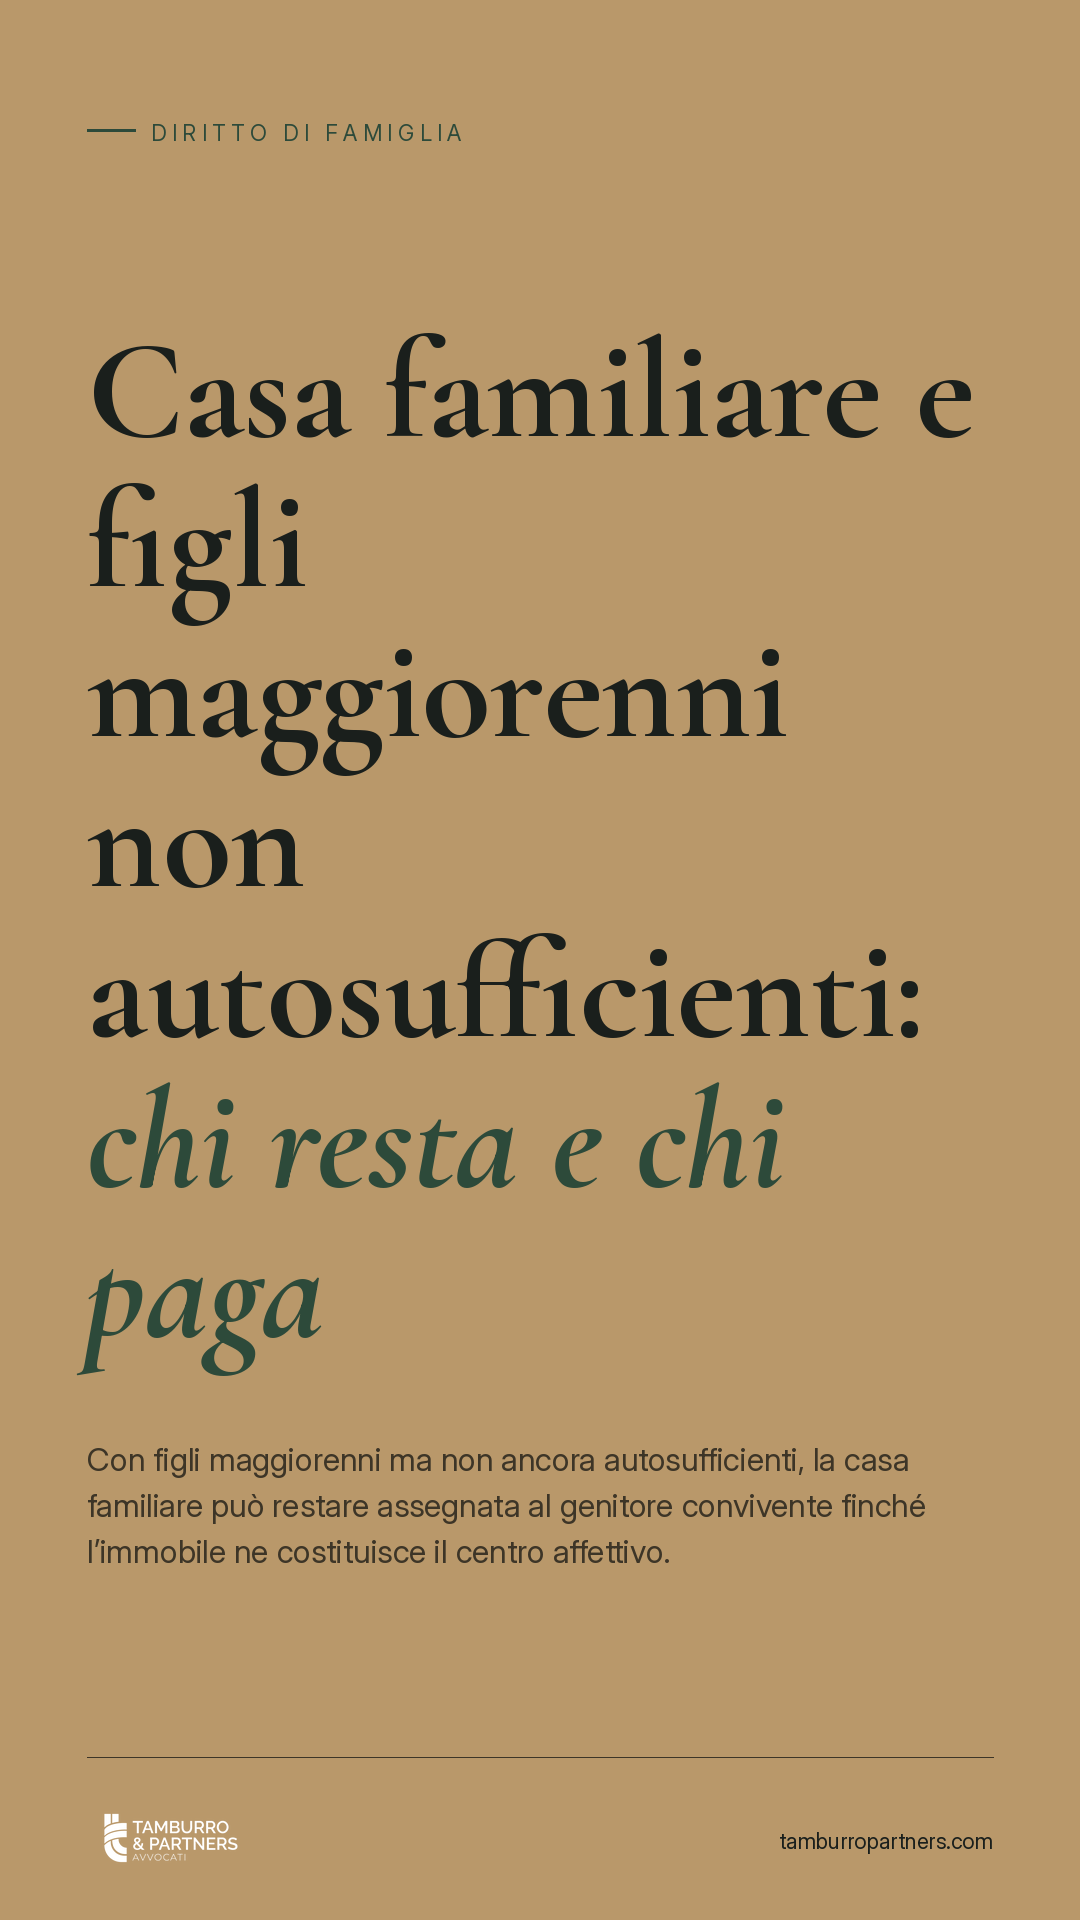 DIRITTO DI FAMIGLIA
Casa familiare e
figli
maggiorenni
non
autosufficienti:
chi resta e chi
paga
Con figli maggiorenni ma non ancora autosufficienti, la casa
familiare può restare assegnata al genitore convivente finché
l’immobile ne costituisce il centro affettivo.
TAMBURRO
& PARTNERS
AVVOCATI
tamburropartners.com